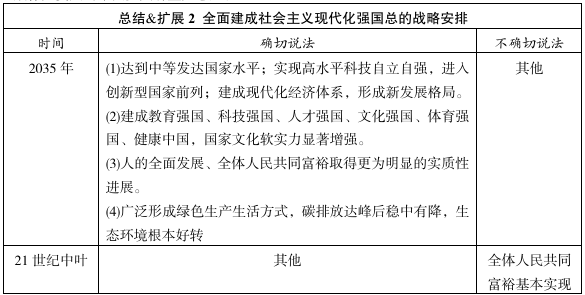 总结&扩展 2 全面建成社会主义现代化强国总的战略安排
时间 确切说法 不确切说法
2035 年 (1)达到中等发达国家水平；实现高水平科技自立自强，进入 其他
创新型国家前列；建成现代化经济体系，形成新发展格局。
(2)建成教育强国、科技强国、人才强国、文化强国、体育强
国、健康中国，国家文化软实力显著增强。
(3)人的全面发展、全体人民共同富裕取得更为明显的实质性
进展。
(4)广泛形成绿色生产生活方式，碳排放达峰后稳中有降，生
态环境根本好转
21 世纪中叶 其他 全体人民共同
富裕基本实现